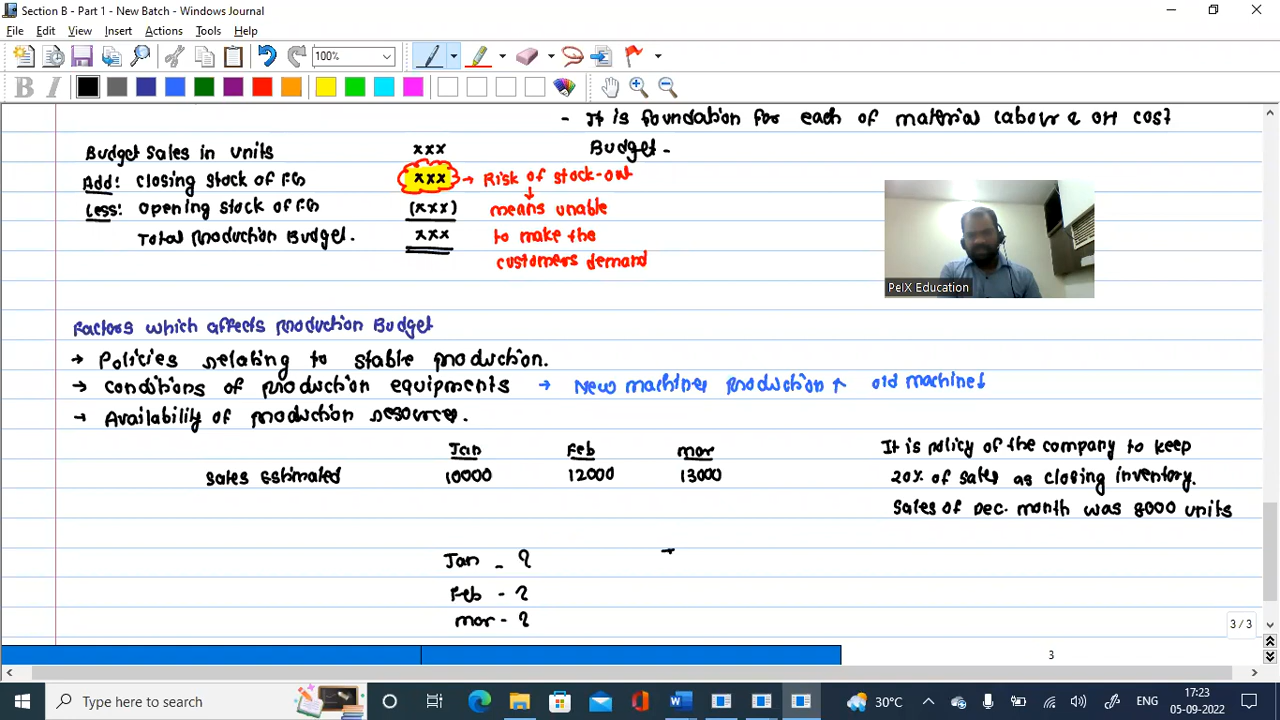 Section B - Part 1 - New Batch - Windows Journal
File Edit View Insert Actions Tools Help
100%
- It is foundation for each of material labour & OH cost
Budget.
Budget Sales in units xxx
Add: Closing Stock of FG xxx → Risk of stock-out
Less: Opening Stock of FG (xxx) means unable
Total Production Budget. xxx to make the
customers demand
PelX Education
Factors which affects production Budget
→ Policies relating to stable production.
→ Conditions of production equipments → New machines production ↑ old machines↓
→ Availability of production resources.
Jan Feb Mar
Sales Estimated 10000 12000 13000
It is policy of the company to keep
20% of sales as closing inventory.
Sales of Dec. month was 8000 units
Jan - ?
Feb - ?
Mar - ?
3 / 3
3
Type here to search
30°C
ENG
17:23
05-09-2022